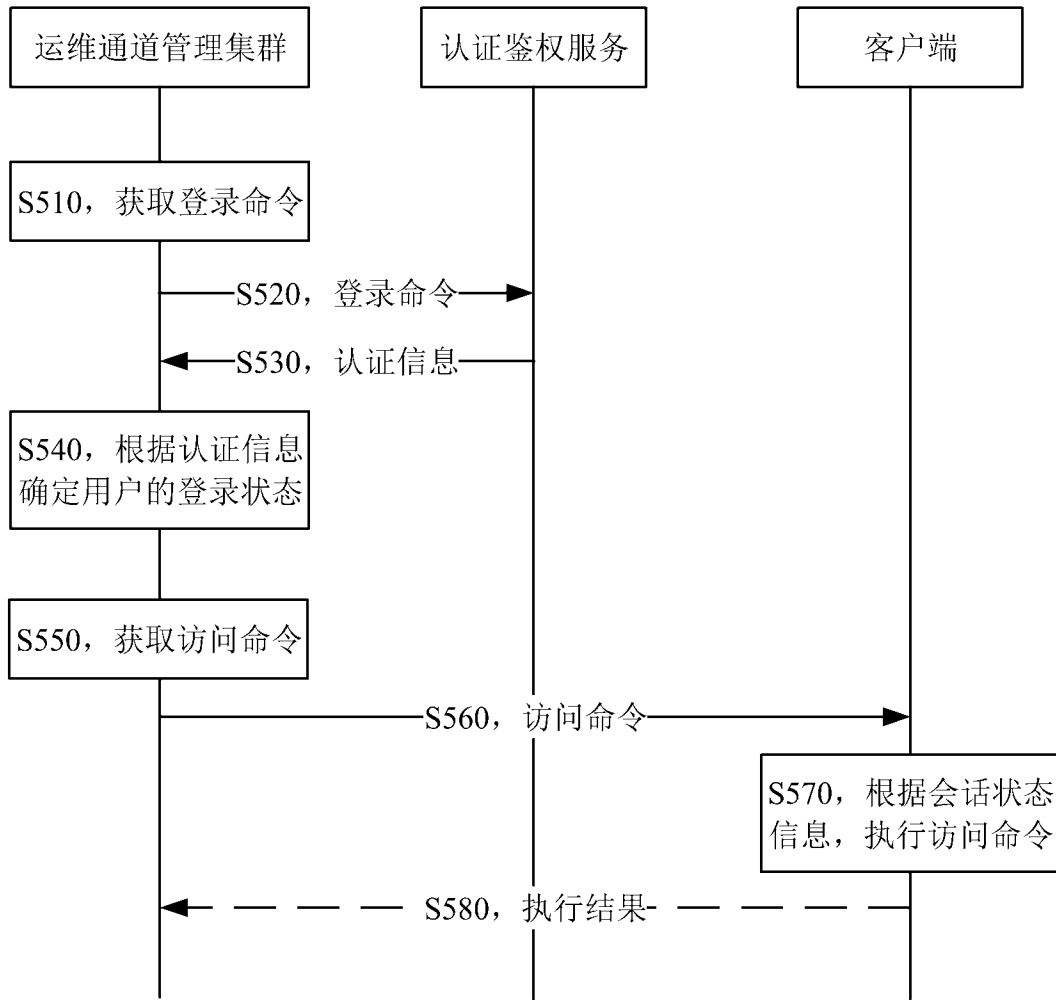 运维通道管理集群
认证鉴权服务
客户端
S510，获取登录命令
S520，登录命令
S530，认证信息
S540，根据认证信息
确定用户的登录状态
S550，获取访问命令
S560，访问命令
S570，根据会话状态
信息，执行访问命令
S580，执行结果